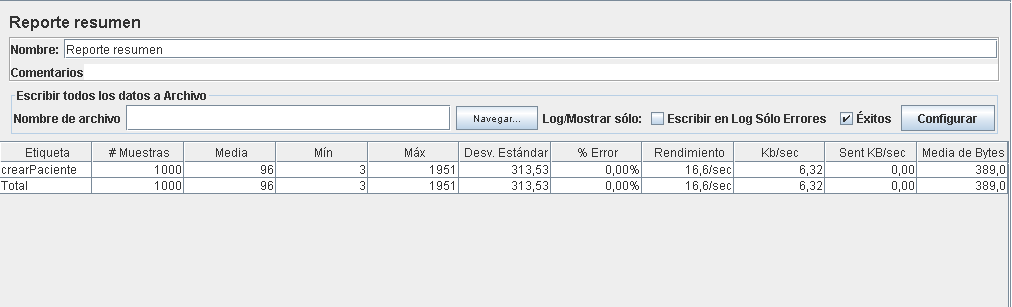 Reporte resumen
Nombre: Reporte resumen
Comentarios
Escribir todos los datos a Archivo
Nombre de archivo Navegar... Log/Mostrar sólo: Escribir en Log Sólo Errores Éxitos Configurar
Etiqueta # Muestras Media Mín Máx Desv. Estándar % Error Rendimiento Kb/sec Sent KB/sec Media de Bytes
crearPaciente 1000 96 3 1951 313,53 0,00% 16,6/sec 6,32 0,00 389,0
Total 1000 96 3 1951 313,53 0,00% 16,6/sec 6,32 0,00 389,0